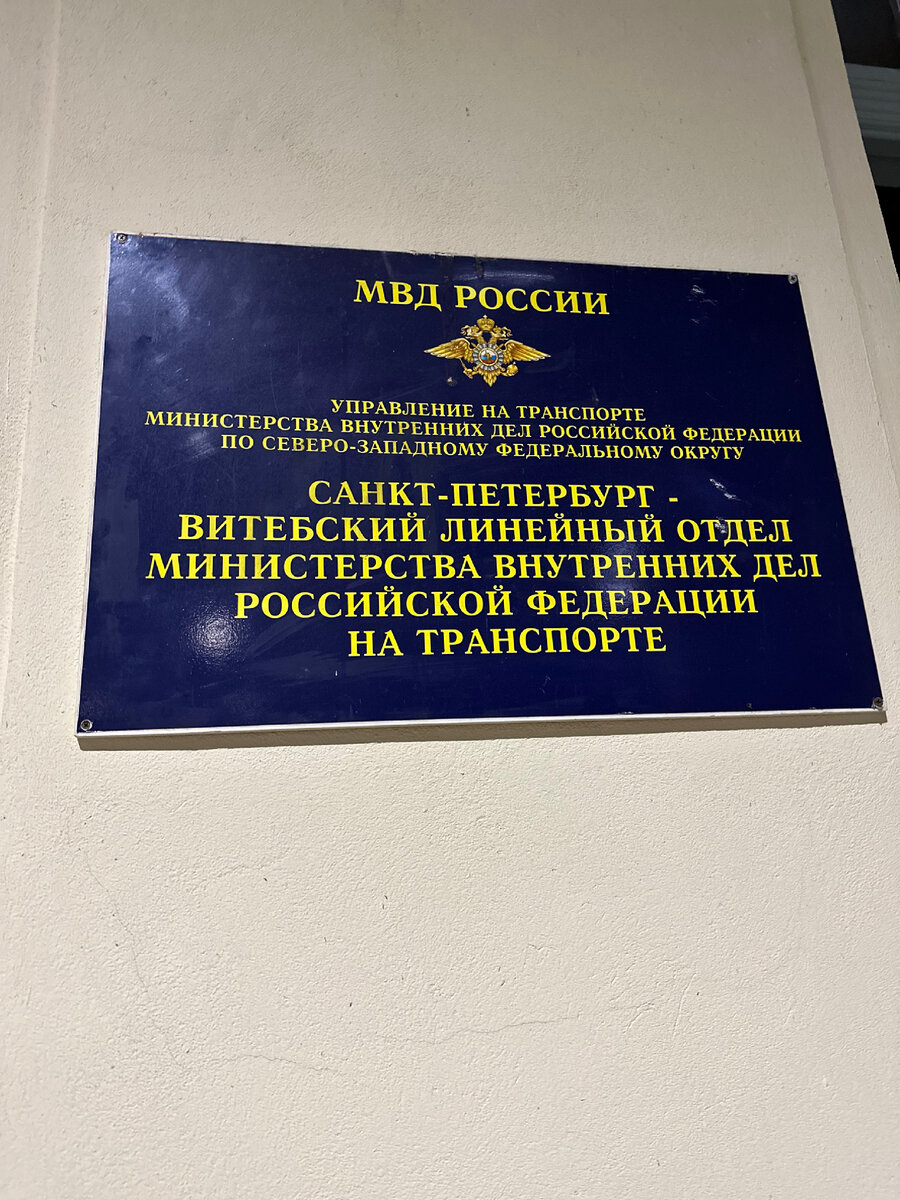 МВД РОССИИ
УПРАВЛЕНИЕ НА ТРАНСПОРТЕ
МИНИСТЕРСТВА ВНУТРЕННИХ ДЕЛ РОССИЙСКОЙ ФЕДЕРАЦИИ
ПО СЕВЕРО-ЗАПАДНОМУ ФЕДЕРАЛЬНОМУ ОКРУГУ
САНКТ-ПЕТЕРБУРГ -
ВИТЕБСКИЙ ЛИНЕЙНЫЙ ОТДЕЛ
МИНИСТЕРСТВА ВНУТРЕННИХ ДЕЛ
РОССИЙСКОЙ ФЕДЕРАЦИИ
НА ТРАНСПОРТЕ